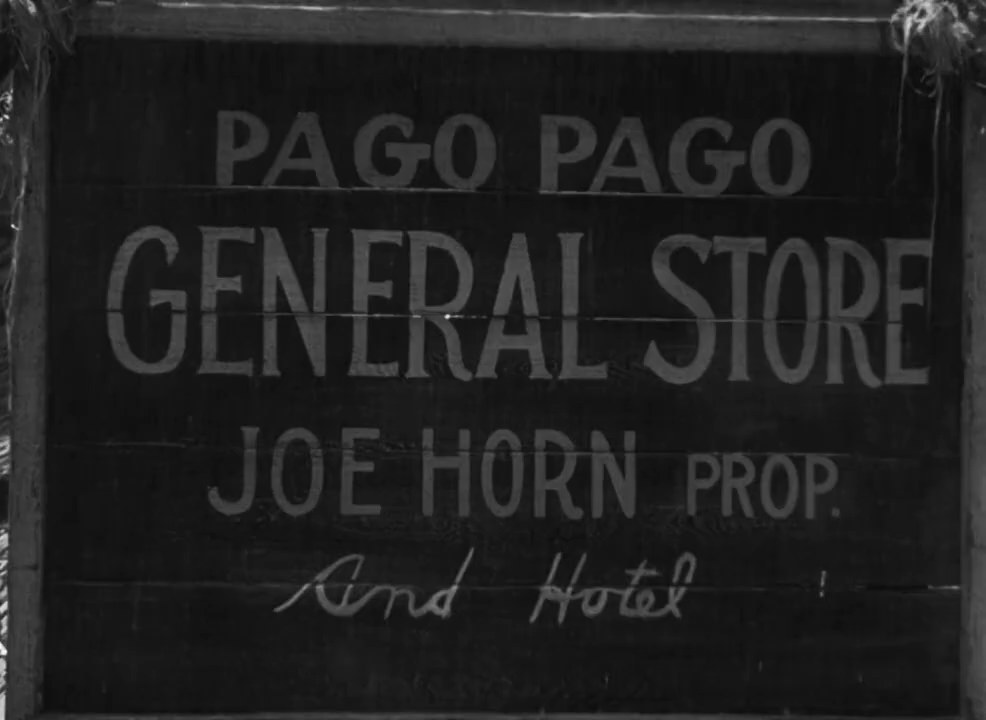 PAGO PAGO
GENERAL STORE
JOE HORN PROP.
And Hotel